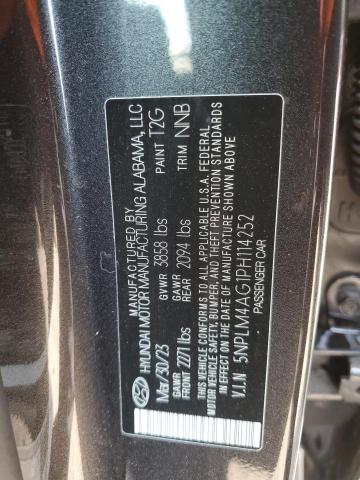 MANUFACTURED BY
HYUNDAI MOTOR MANUFACTURING ALABAMA, LLC
Mar/30/23 GVWR 3858 lbs PAINT T2G
GAWR FRONT 2271 lbs GAWR REAR 2094 lbs TRIM NNB
THIS VEHICLE CONFORMS TO ALL APPLICABLE U.S.A. FEDERAL
MOTOR VEHICLE SAFETY, BUMPER, AND THEFT PREVENTION STANDARDS
IN EFFECT ON THE DATE OF MANUFACTURE SHOWN ABOVE
V.I.N 5NPLM4AG1PH114252
PASSENGER CAR